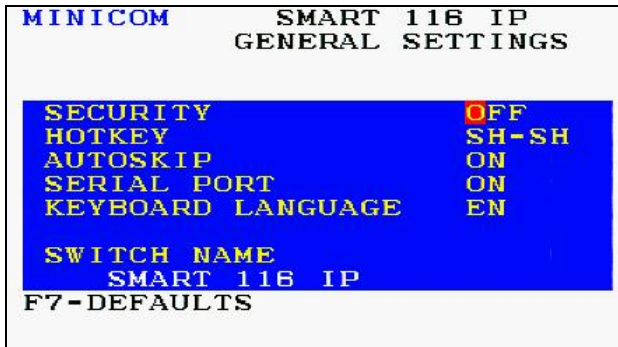 MINICOM SMART 116 IP
GENERAL SETTINGS
SECURITY OFF
HOTKEY SH-SH
AUTOSKIP ON
SERIAL PORT ON
KEYBOARD LANGUAGE EN
SWITCH NAME
SMART 116 IP
F7-DEFAULTS